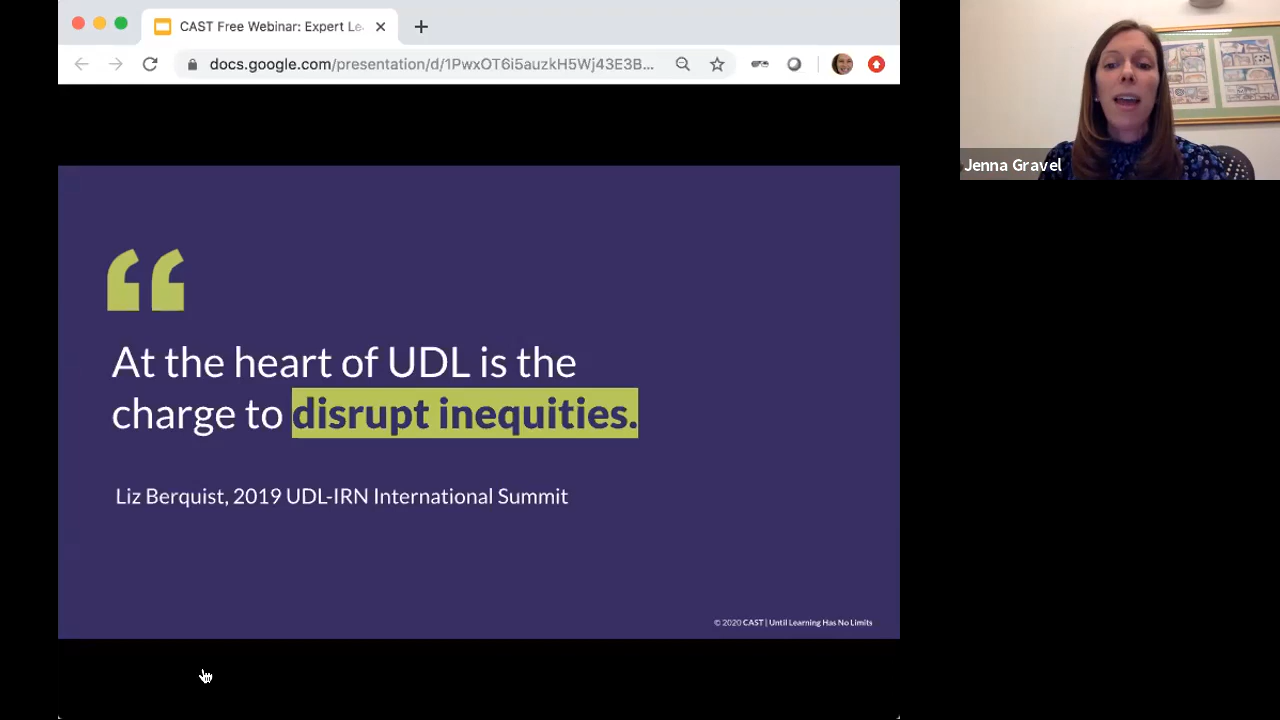 CAST Free Webinar: Expert Le
docs.google.com/presentation/d/1PwxOT6i5auzkH5Wj43E3B...
Jenna Gravel
“
At the heart of UDL is the
charge to disrupt inequities.
Liz Berquist, 2019 UDL-IRN International Summit
© 2020 CAST | Until Learning Has No Limits